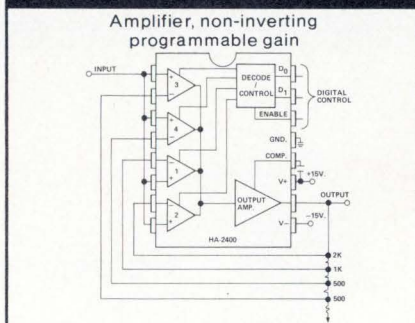 Amplifier, non-inverting
programmable gain
INPUT
+
3
−
+
4
−
−
1
+
−
2
+
DECODE
/
CONTROL
D0
D1
ENABLE
DIGITAL
CONTROL
GND.
COMP.
V+
+15V.
OUTPUT
AMP.
OUTPUT
V−
−15V.
HA-2400
2K
1K
500
500